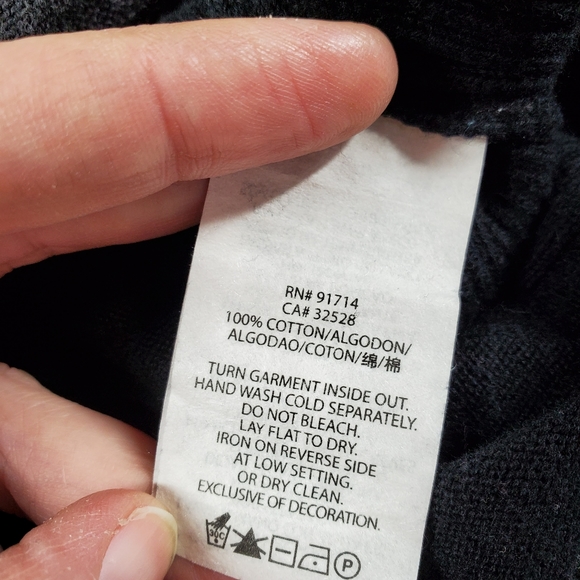 RN# 91714
CA# 32528
100% COTTON/ALGODON/
ALGODAO/COTON/绵/棉
TURN GARMENT INSIDE OUT.
HAND WASH COLD SEPARATELY.
DO NOT BLEACH.
LAY FLAT TO DRY.
IRON ON REVERSE SIDE
AT LOW SETTING.
OR DRY CLEAN.
EXCLUSIVE OF DECORATION.
30C P